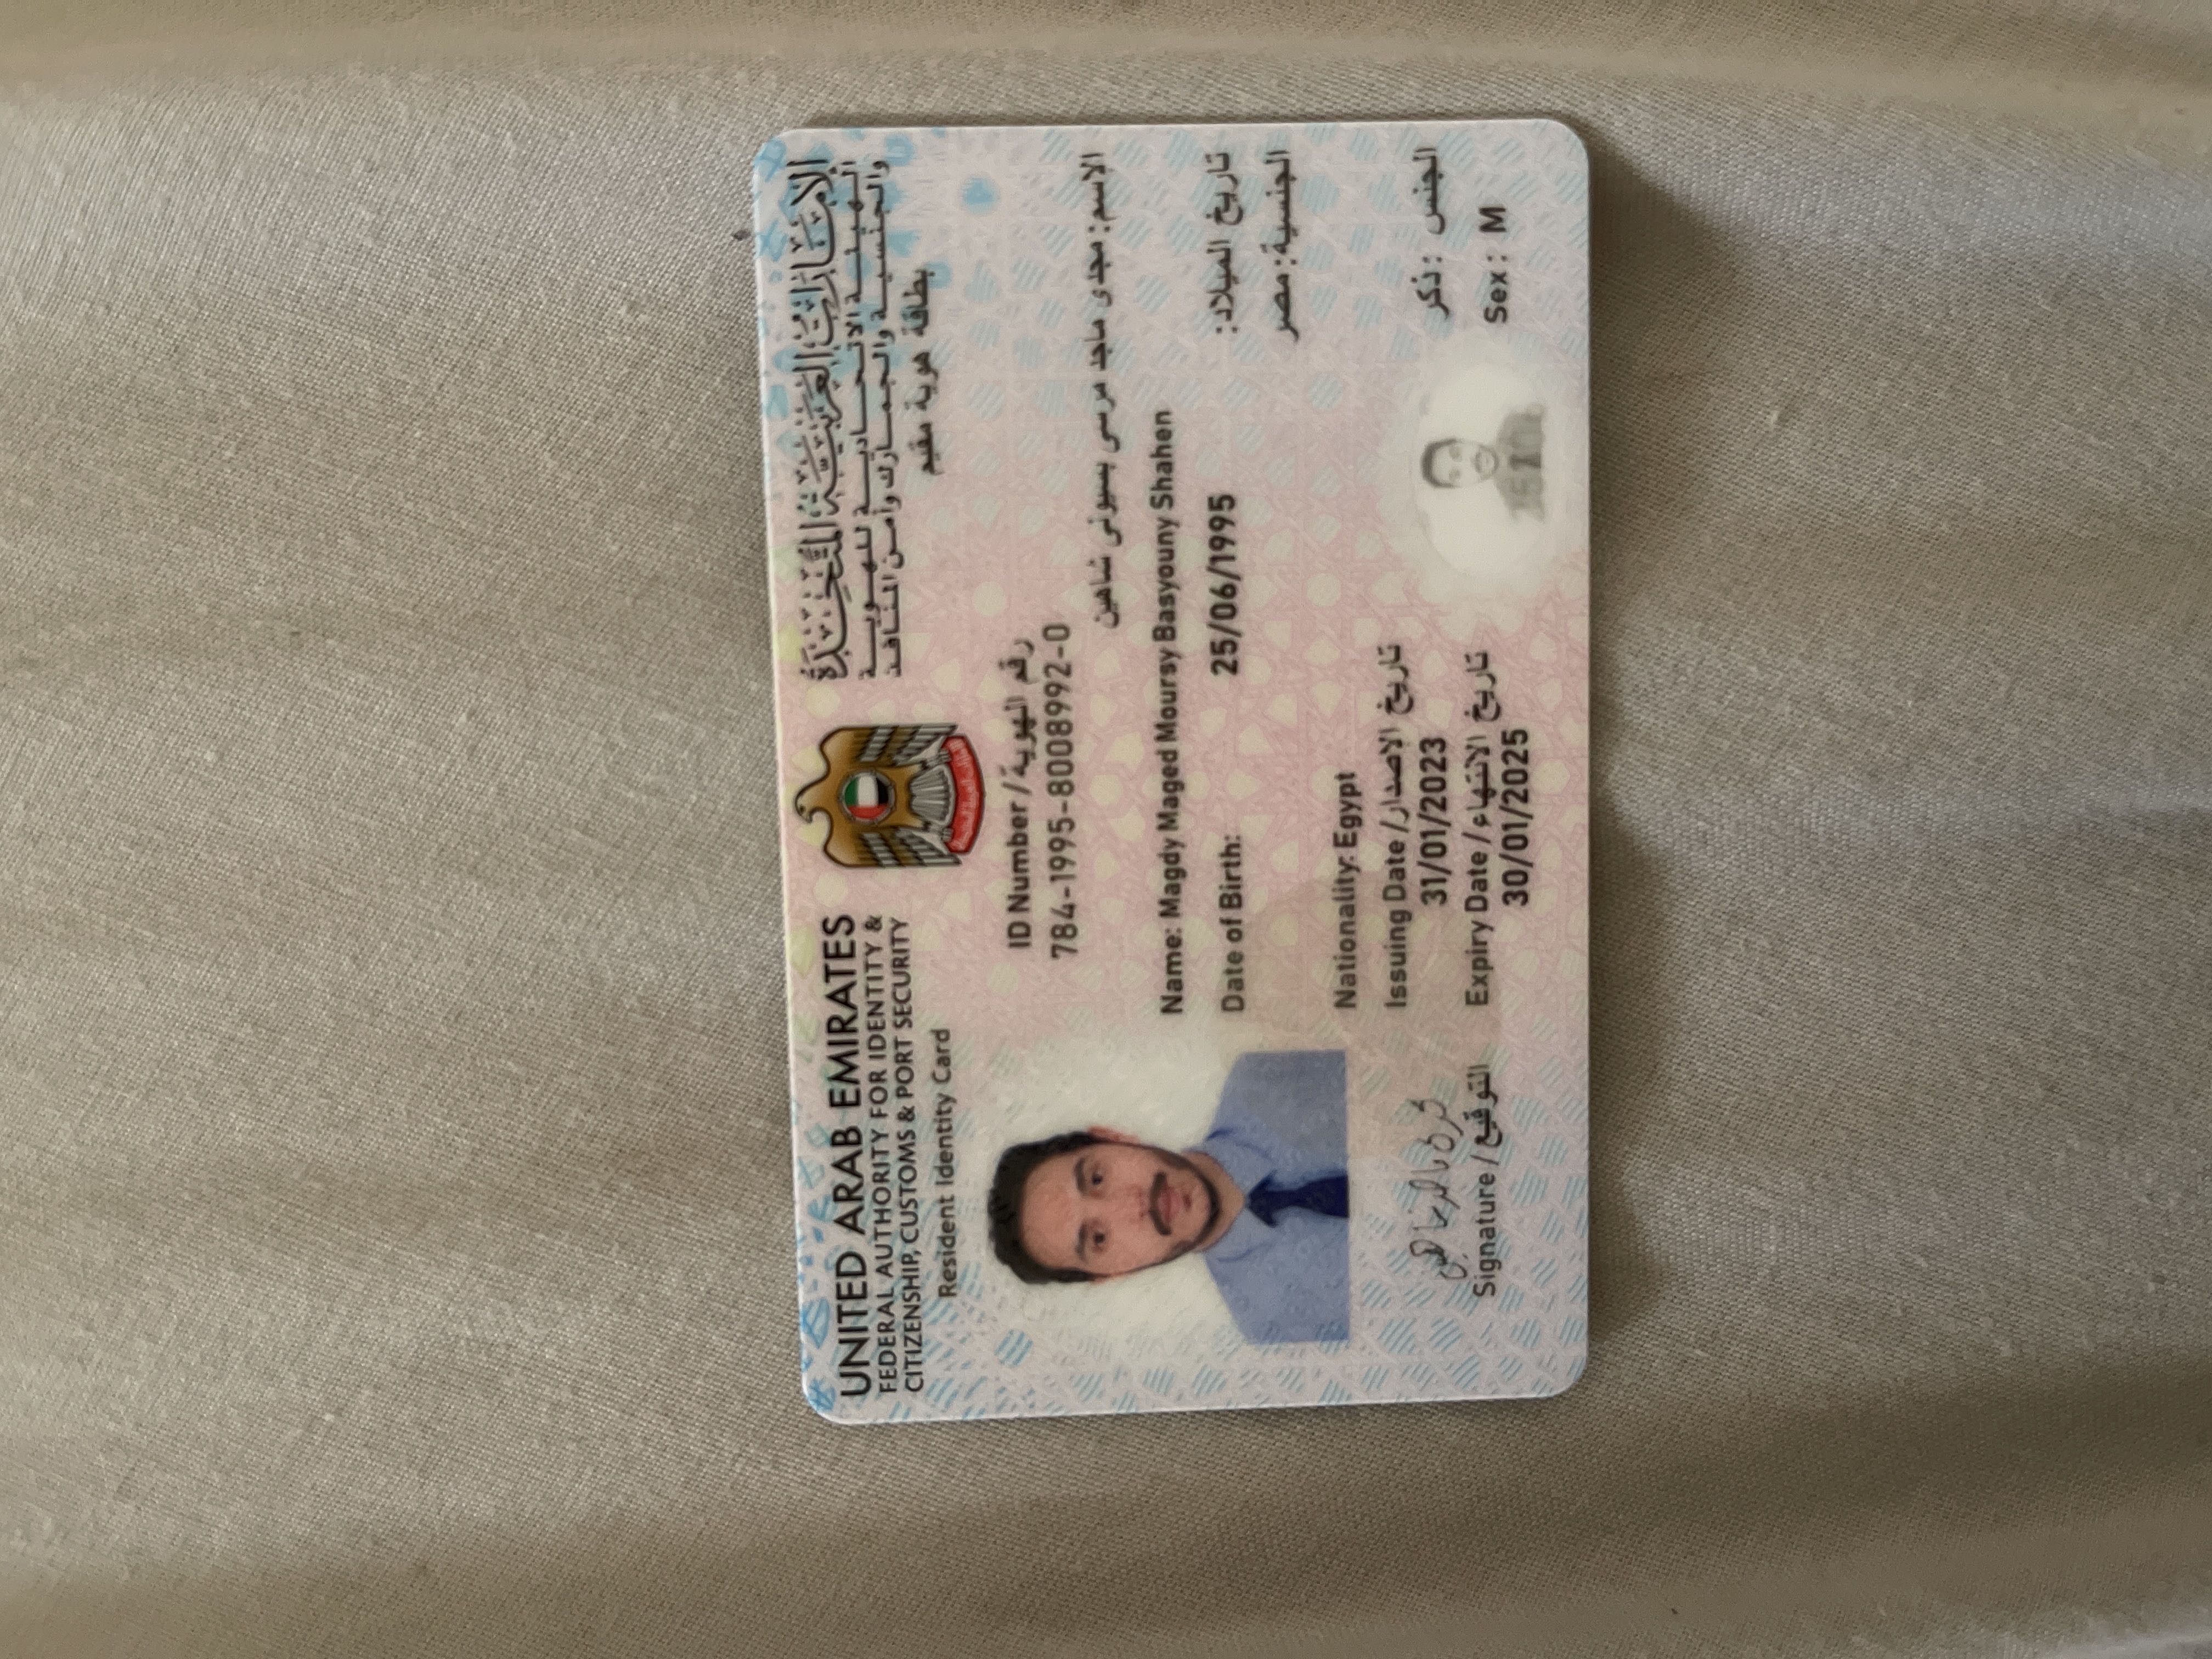 UNITED ARAB EMIRATES
FEDERAL AUTHORITY FOR IDENTITY &
CITIZENSHIP, CUSTOMS & PORT SECURITY
Resident Identity Card
الإمارات العربية المتحدة
الهيئة الاتحادية للهوية
والجنسية والجمارك وأمن المنافذ
بطاقة هوية مقيم
ID Number / رقم الهوية
784-1995-8008992-0
الاسم: مجدى ماجد مرسى بسيونى شاهين
Name: Magdy Maged Moursy Basyouny Shahen
Date of Birth: 25/06/1995 تاريخ الميلاد:
الجنسية: مصر
Nationality: Egypt
Issuing Date / تاريخ الإصدار
31/01/2023
Expiry Date / تاريخ الانتهاء
30/01/2025
الجنس : ذكر
Sex : M
Signature / التوقيع